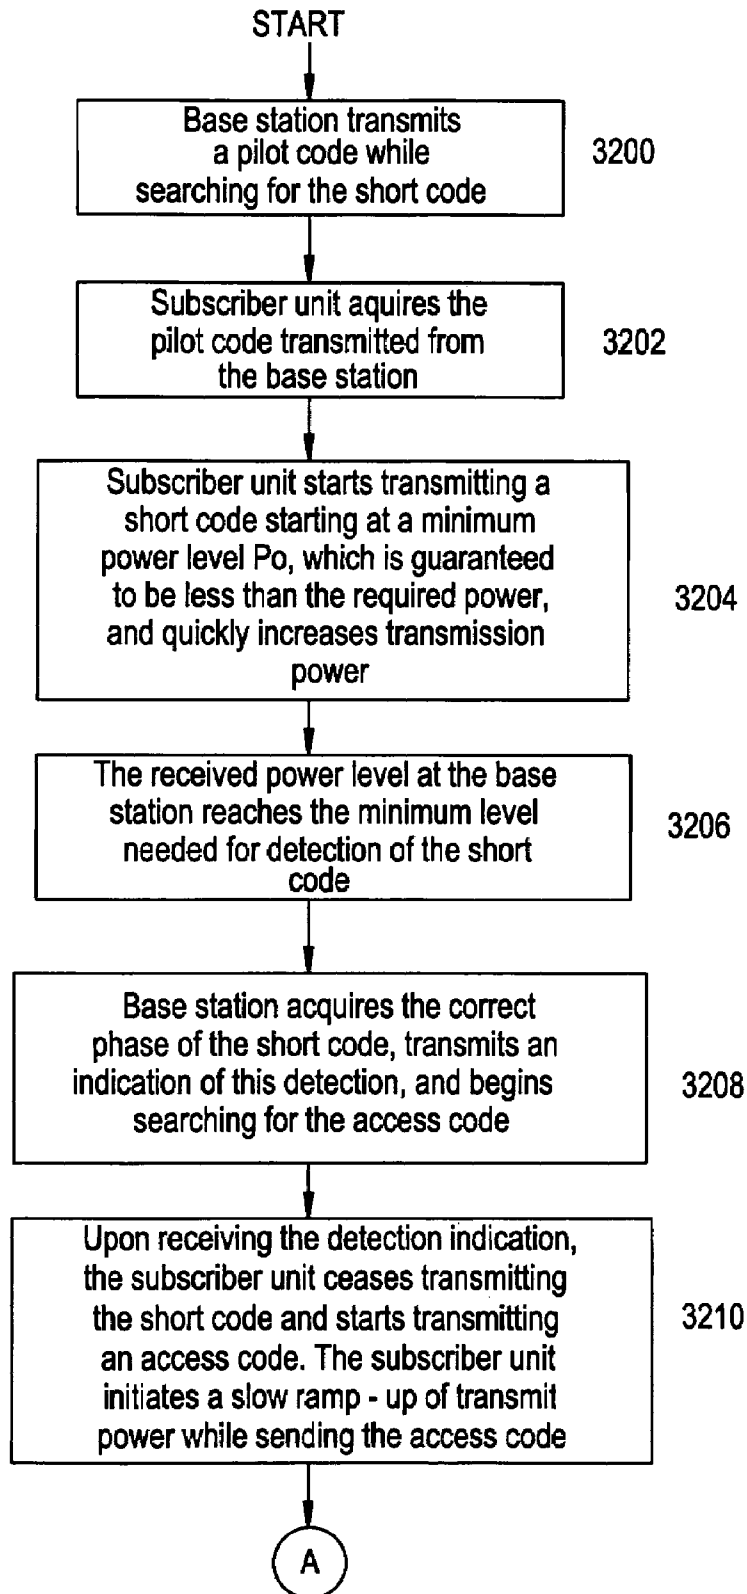 START
Base station transmits
a pilot code while
searching for the short code
3200
Subscriber unit aquires the
pilot code transmitted from
the base station
3202
Subscriber unit starts transmitting a
short code starting at a minimum
power level Po, which is guaranteed
to be less than the required power,
and quickly increases transmission
power
3204
The received power level at the base
station reaches the minimum level
needed for detection of the short
code
3206
Base station acquires the correct
phase of the short code, transmits an
indication of this detection, and begins
searching for the access code
3208
Upon receiving the detection indication,
the subscriber unit ceases transmitting
the short code and starts transmitting
an access code. The subscriber unit
initiates a slow ramp - up of transmit
power while sending the access code
3210
A